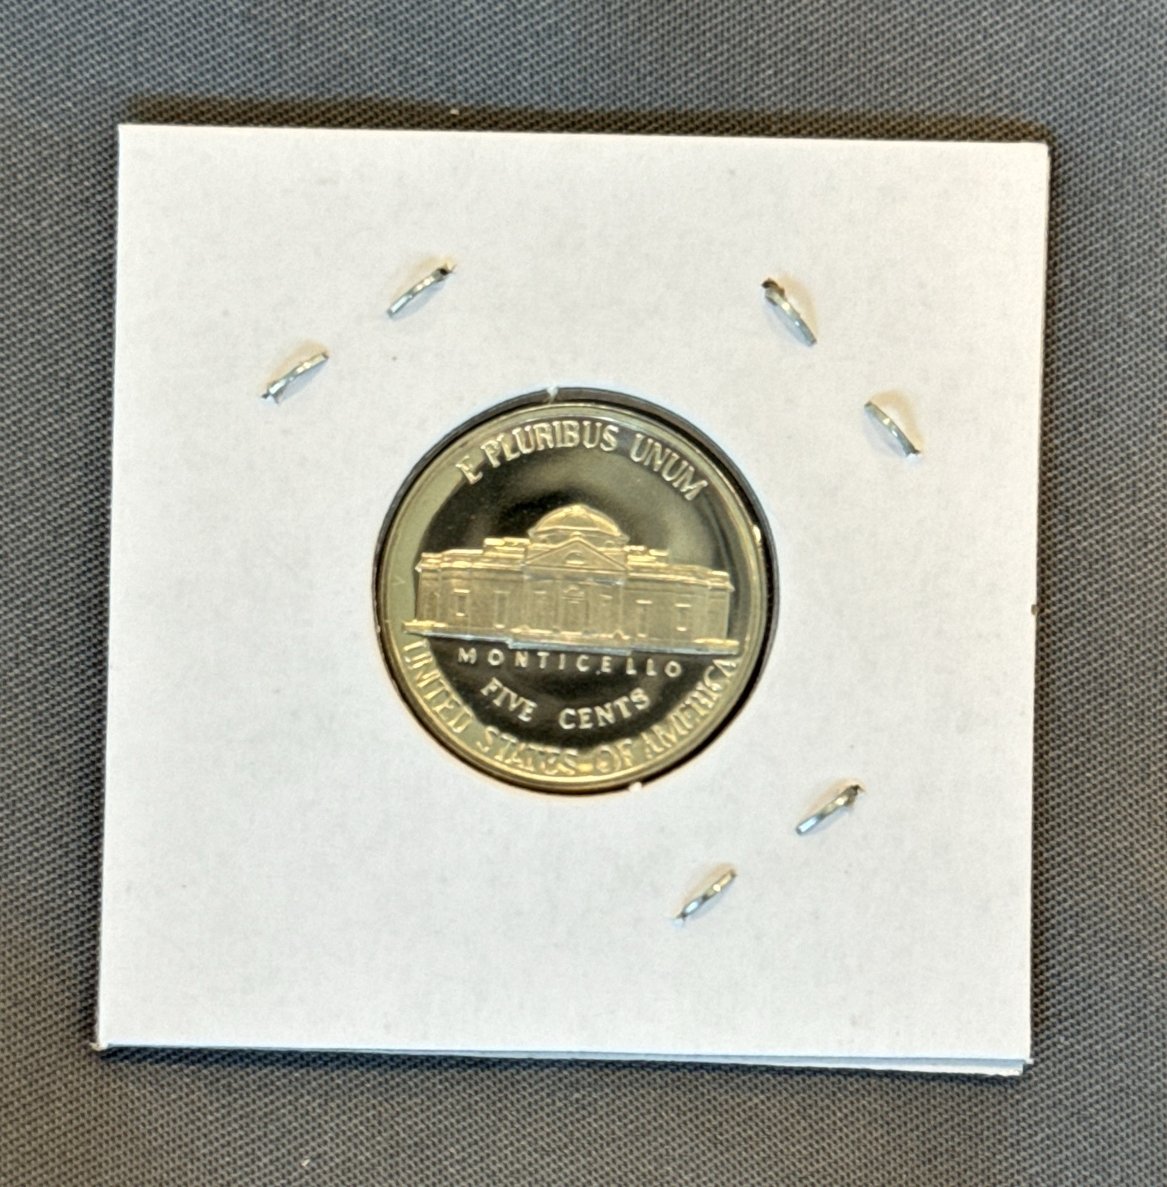 E PLURIBUS UNUM
MONTICELLO
FIVE CENTS
UNITED STATES OF AMERICA